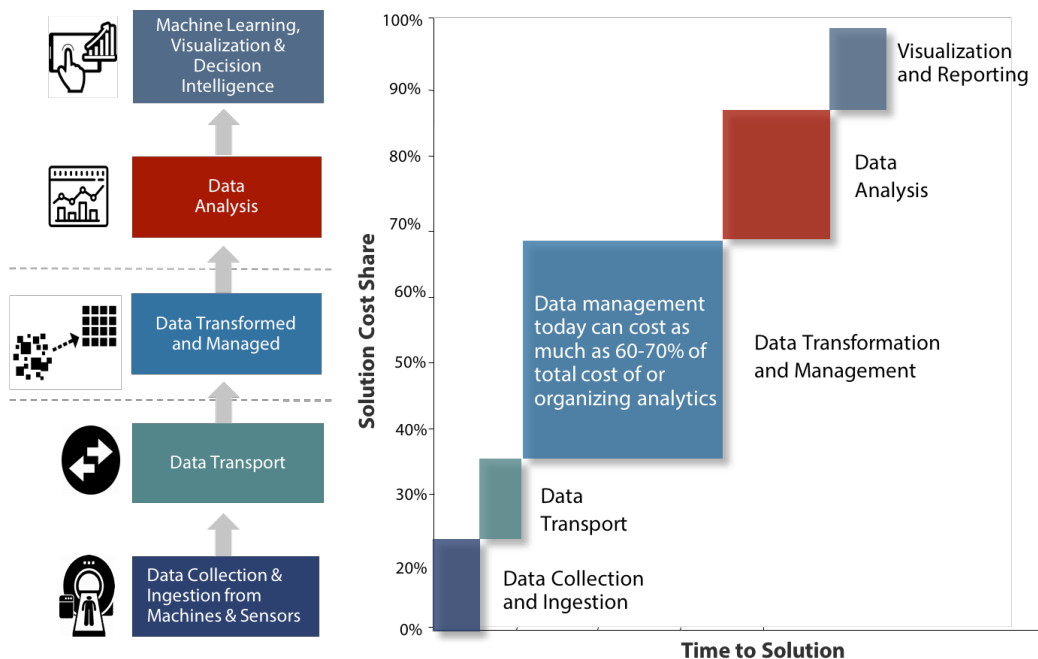 Machine Learning,
Visualization &
Decision
Intelligence
Data
Analysis
Data Transformed
and Managed
Data Transport
Data Collection &
Ingestion from
Machines & Sensors
Solution Cost Share
100%
90%
80%
70%
60%
50%
40%
30%
20%
0%
Visualization
and Reporting
Data
Analysis
Data management
today can cost as
much as 60-70% of
total cost of or
organizing analytics
Data Transformation
and Management
Data
Transport
Data Collection
and Ingestion
Time to Solution